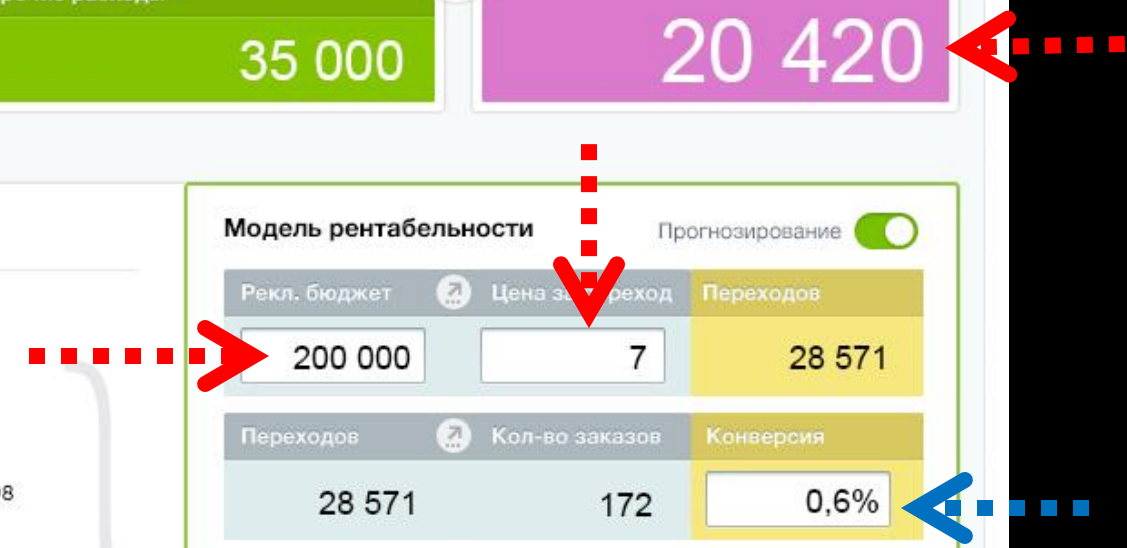 35 000
20 420
Модель рентабельности
Прогнозирование
Рекл. бюджет
Цена за
Переходов
200 000
7
28 571
Переходов
Кол-во заказов
Конверсия
28 571
172
0,6%